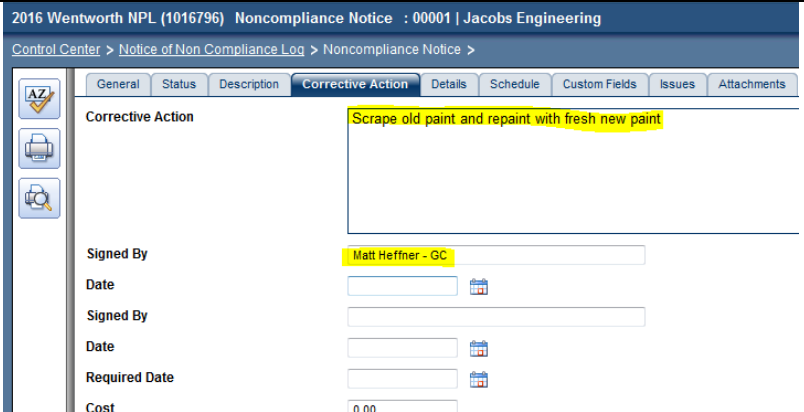 2016 Wentworth NPL (1016796) Noncompliance Notice : 00001 | Jacobs Engineering
Control Center > Notice of Non Compliance Log > Noncompliance Notice >
General Status Description Corrective Action Details Schedule Custom Fields Issues Attachments
AZ
Corrective Action
Scrape old paint and repaint with fresh new paint
Signed By
Matt Heffner - GC
Date
Signed By
Date
Required Date
Cost
0.00